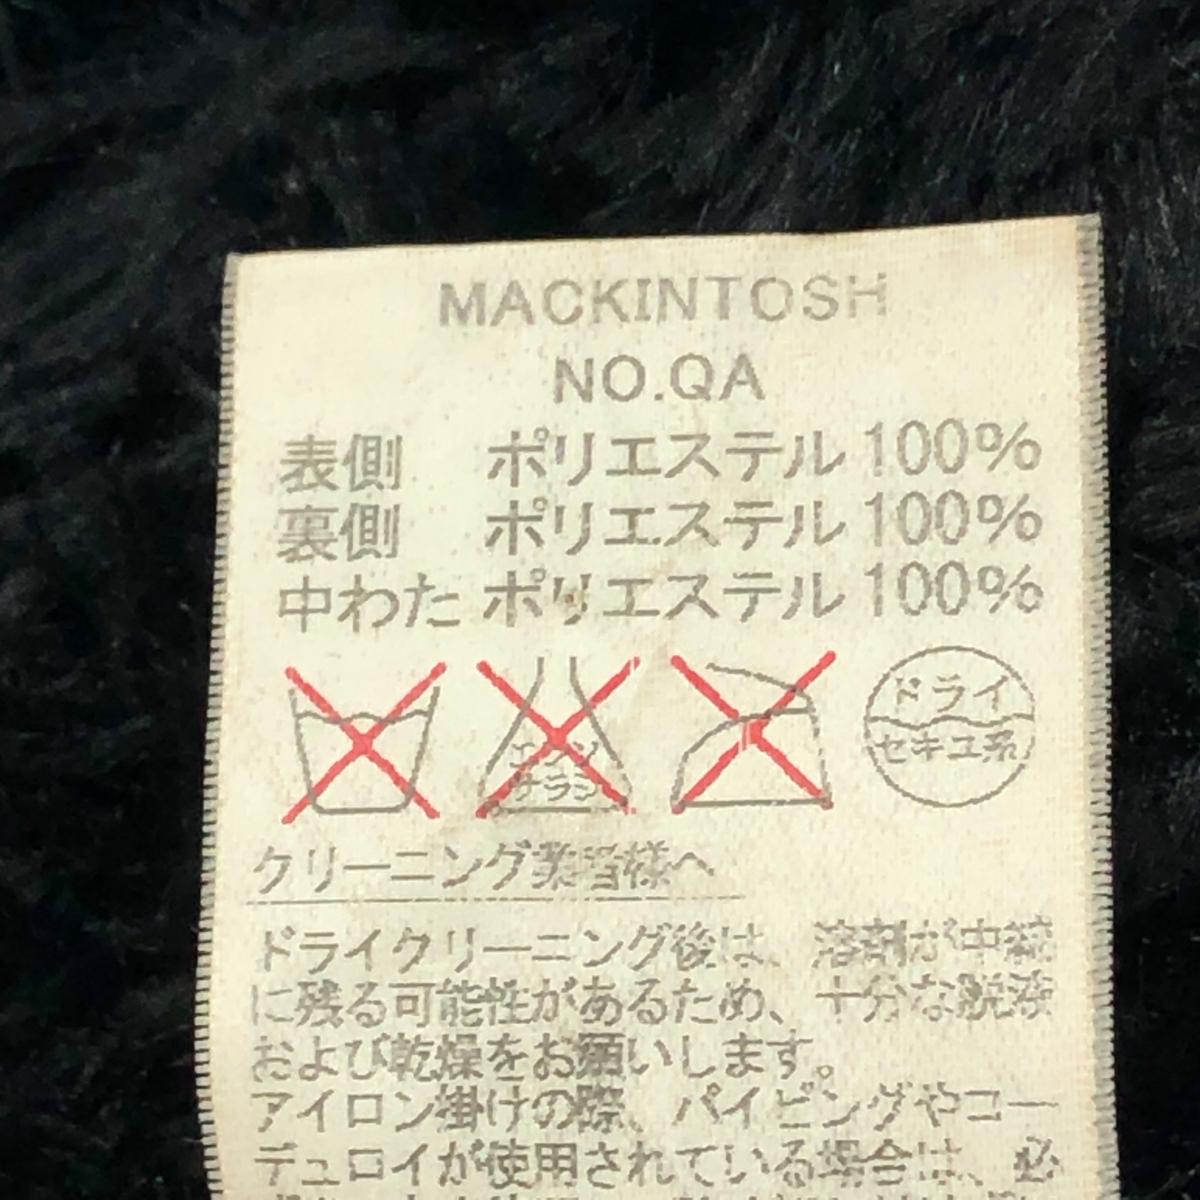 MACKINTOSH
NO.QA
表側 ポリエステル 100%
裏側 ポリエステル 100%
中わた ポリエステル 100%
エンソ サラシ
ドライ
セキユ系
クリーニング業者様へ
ドライクリーニング後は、溶剤が中綿
に残る可能性があるため、十分な脱液
および乾燥をお願いします。
アイロン掛けの際、パイピングやコー
デュロイが使用されている場合は、必